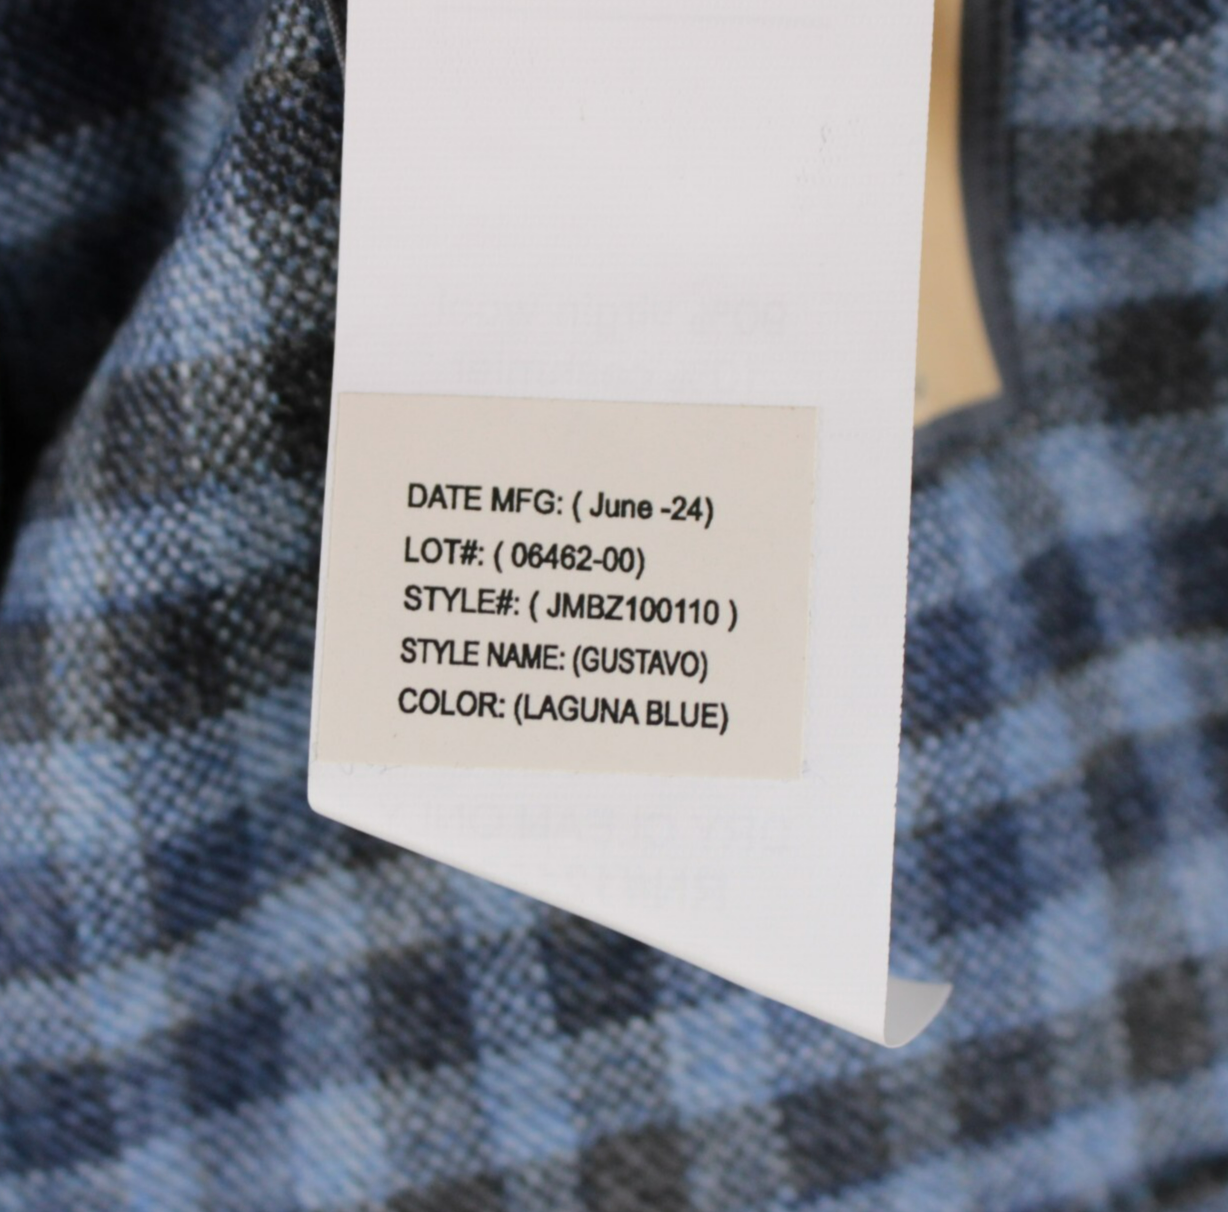 DATE MFG: ( June -24)
LOT#: ( 06462-00)
STYLE#: ( JMBZ100110 )
STYLE NAME: (GUSTAVO)
COLOR: (LAGUNA BLUE)